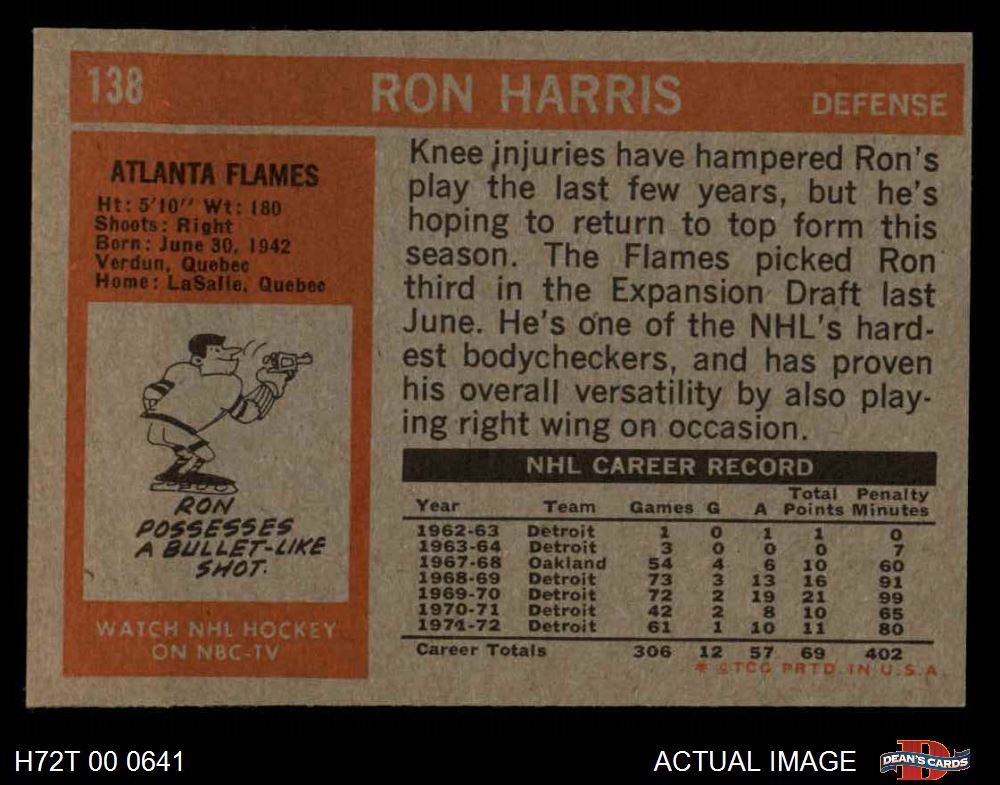 138 RON HARRIS DEFENSE
ATLANTA FLAMES
Ht: 5'10" Wt: 180
Shoots: Right
Born: June 30, 1942
Verdun, Quebec
Home: LaSalle, Quebec
RON
POSSESSES
A BULLET-LIKE
SHOT.
WATCH NHL HOCKEY
ON NBC-TV
Knee injuries have hampered Ron's
play the last few years, but he's
hoping to return to top form this
season. The Flames picked Ron
third in the Expansion Draft last
June. He's one of the NHL's hard-
est bodycheckers, and has proven
his overall versatility by also play-
ing right wing on occasion.
NHL CAREER RECORD
Year Team Games G A Total Points Penalty Minutes
1962-63 Detroit 1 0 1 1 0
1963-64 Detroit 3 0 0 0 7
1967-68 Oakland 54 4 6 10 60
1968-69 Detroit 73 3 13 16 91
1969-70 Detroit 72 2 19 21 99
1970-71 Detroit 42 2 8 10 65
1971-72 Detroit 61 1 10 11 80
Career Totals 306 12 57 69 402
* © TCG PRTD. IN U.S.A.
H72T 00 0641 ACTUAL IMAGE DEAN'S CARDS